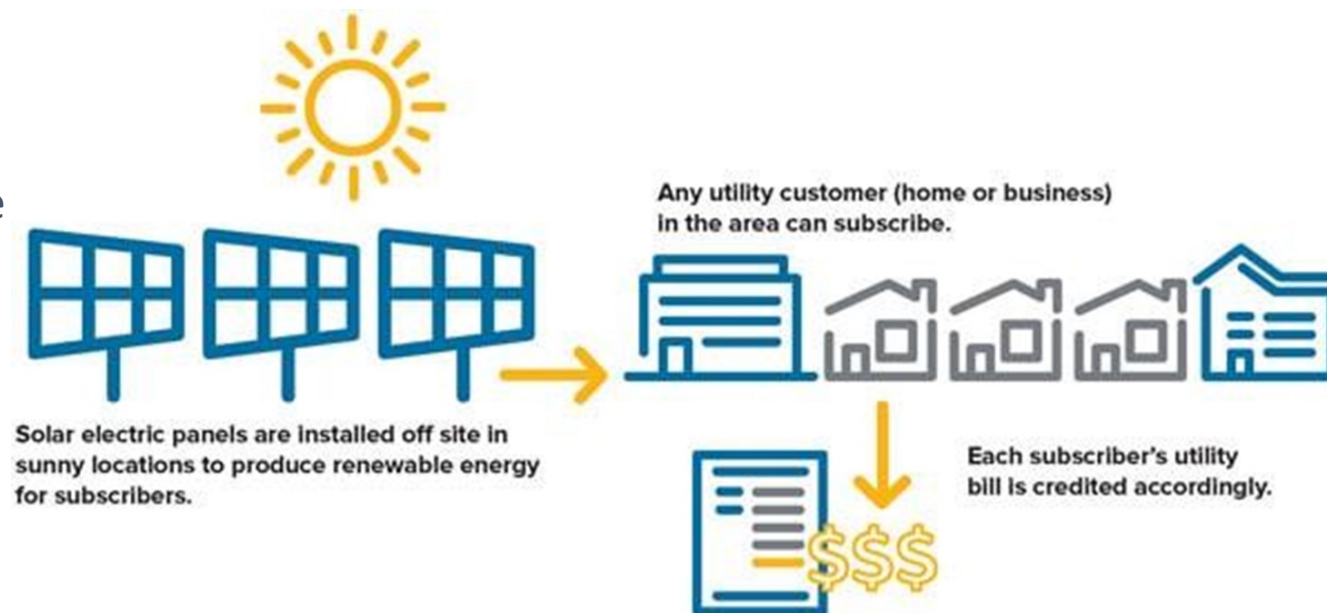 e
Any utility customer (home or business)
in the area can subscribe.
Solar electric panels are installed off site in
sunny locations to produce renewable energy
for subscribers.
Each subscriber's utility
bill is credited accordingly.
$$$